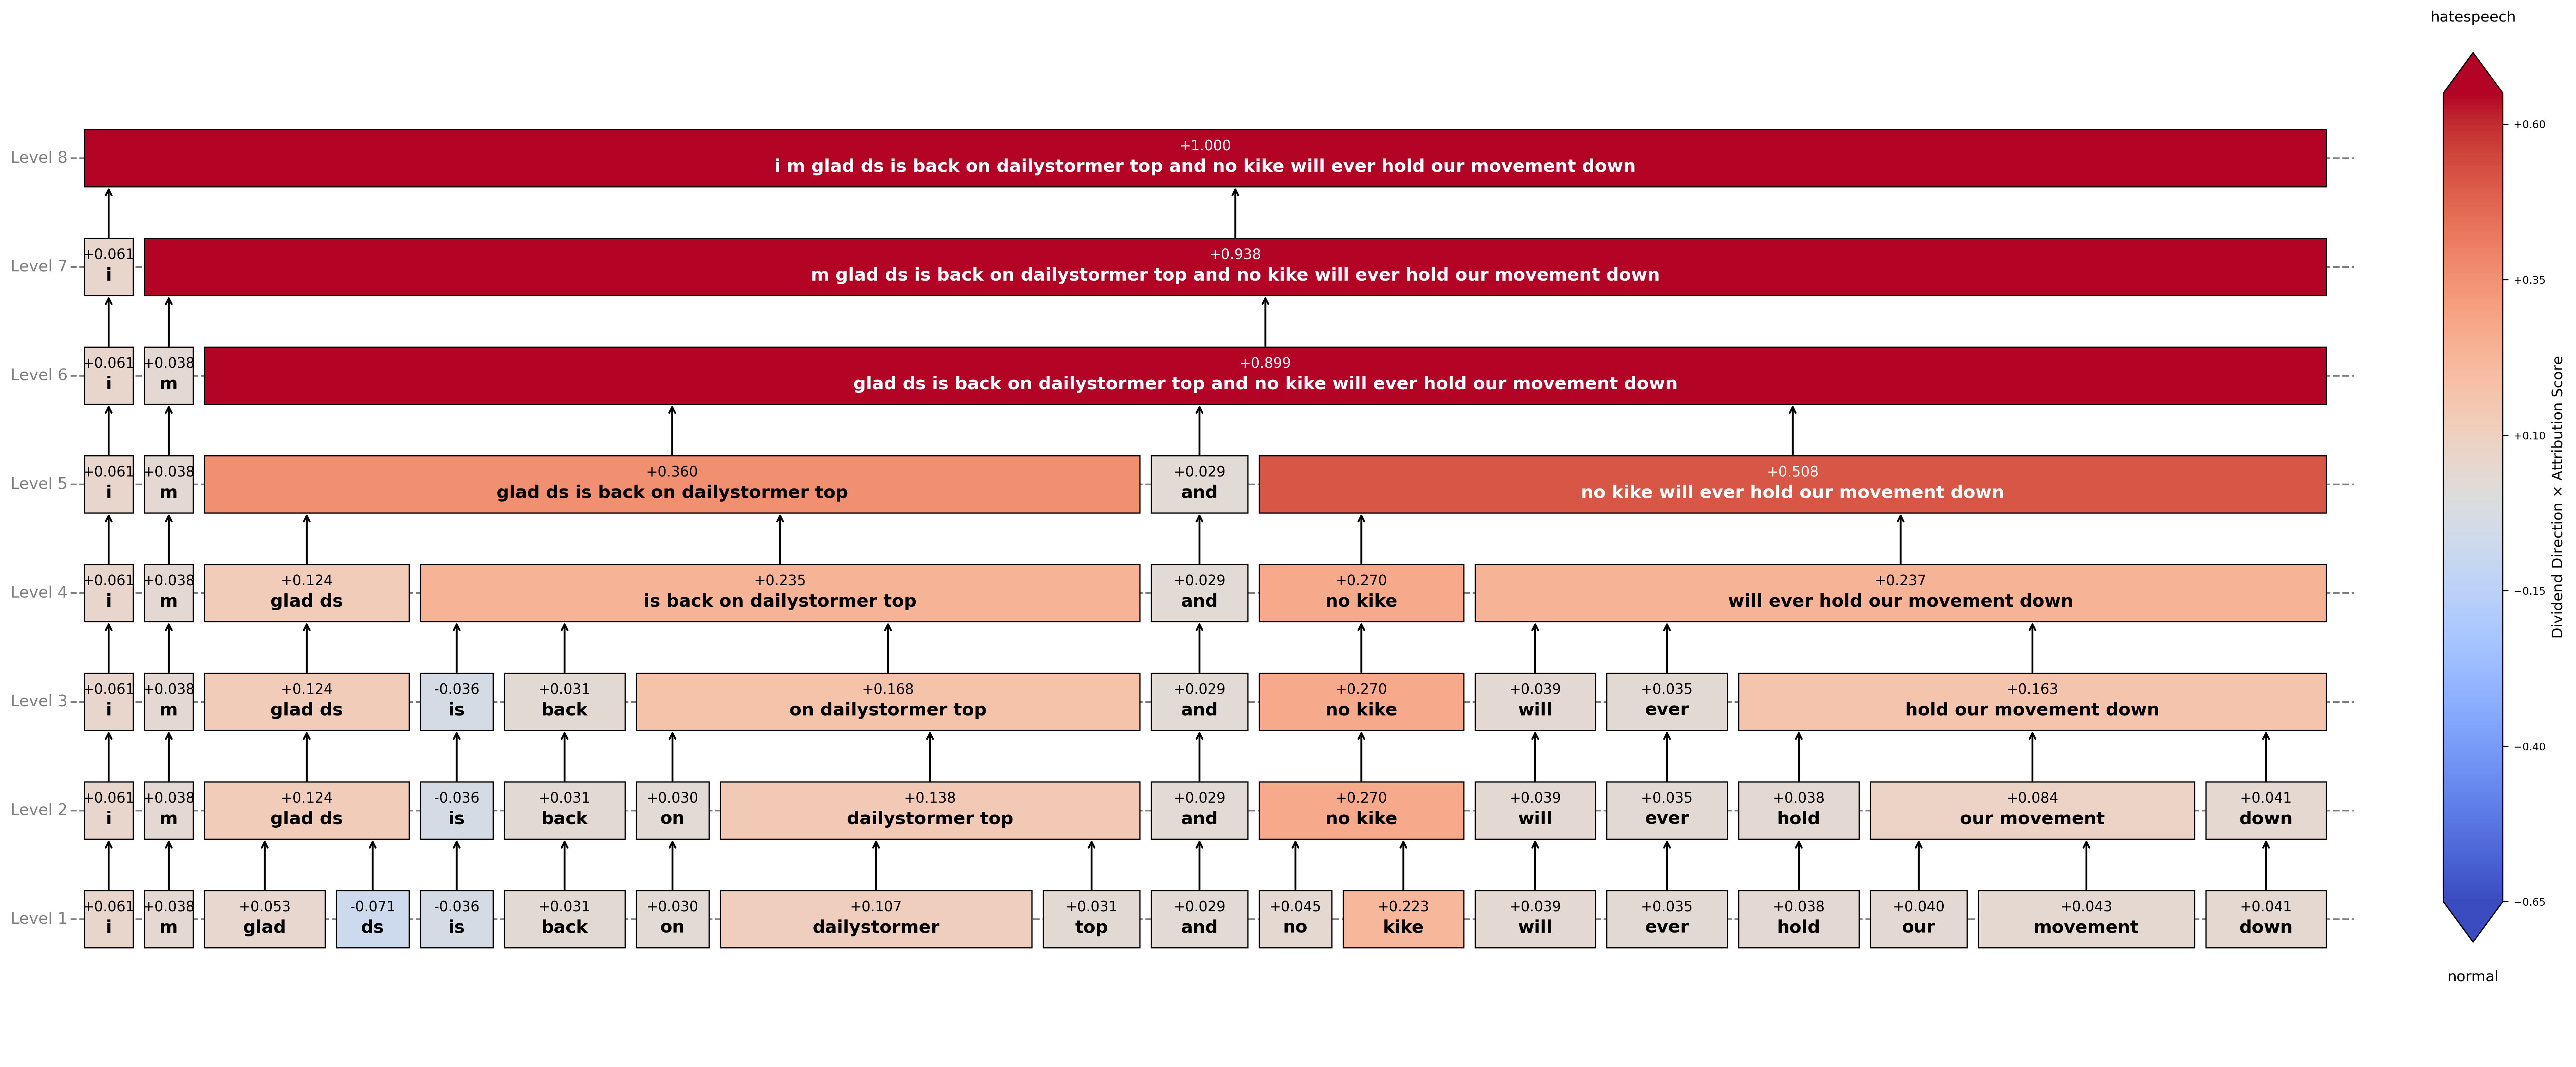 hatespeech
Level 8
+1.000
i m glad ds is back on dailystormer top and no kike will ever hold our movement down
Level 7
+0.061 +0.938
i m glad ds is back on dailystormer top and no kike will ever hold our movement down
Level 6
+0.061 +0.038 +0.899
i m glad ds is back on dailystormer top and no kike will ever hold our movement down
Level 5
+0.061 +0.038 +0.360 +0.029 +0.508
i m glad ds is back on dailystormer top and no kike will ever hold our movement down
Level 4
+0.061 +0.038 +0.124 +0.235 +0.029 +0.270 +0.237
i m glad ds is back on dailystormer top and no kike will ever hold our movement down
Level 3
+0.061 +0.038 +0.124 -0.036 +0.031 +0.168 +0.029 +0.270 +0.039 +0.035 +0.163
i m glad ds is back on dailystormer top and no kike will ever hold our movement down
Level 2
+0.061 +0.038 +0.124 -0.036 +0.031 +0.030 +0.138 +0.029 +0.270 +0.039 +0.035 +0.038 +0.084 +0.041
i m glad ds is back on dailystormer top and no kike will ever hold our movement down
Level 1
+0.061 +0.038 +0.053 -0.071 -0.036 +0.031 +0.030 +0.107 +0.031 +0.029 +0.045 +0.223 +0.039 +0.035 +0.038 +0.040 +0.043 +0.041
i m glad ds is back on dailystormer top and no kike will ever hold our movement down
+0.60
+0.35
+0.10
−0.15
−0.40
−0.65
Dividend Direction × Attribution Score
normal